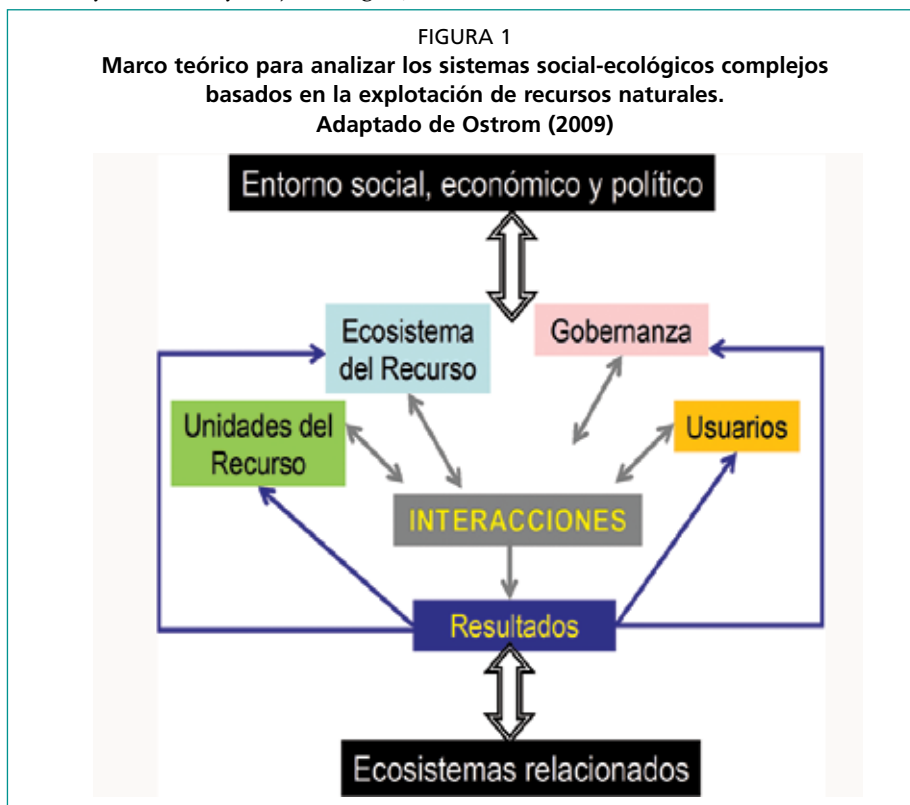 FIGURA 1
Marco teórico para analizar los sistemas social-ecológicos complejos
basados en la explotación de recursos naturales.
Adaptado de Ostrom (2009)
Entorno social, económico y político
Ecosistema
del Recurso
Gobernanza
Unidades del
Recurso
Usuarios
INTERACCIONES
Resultados
Ecosistemas relacionados